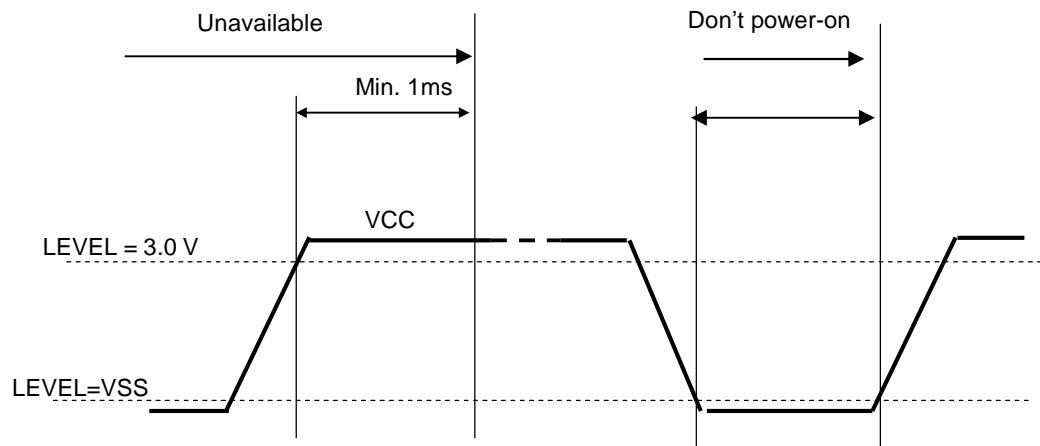 Unavailable
Don’t power-on
Min. 1ms
VCC
LEVEL = 3.0 V
LEVEL=VSS